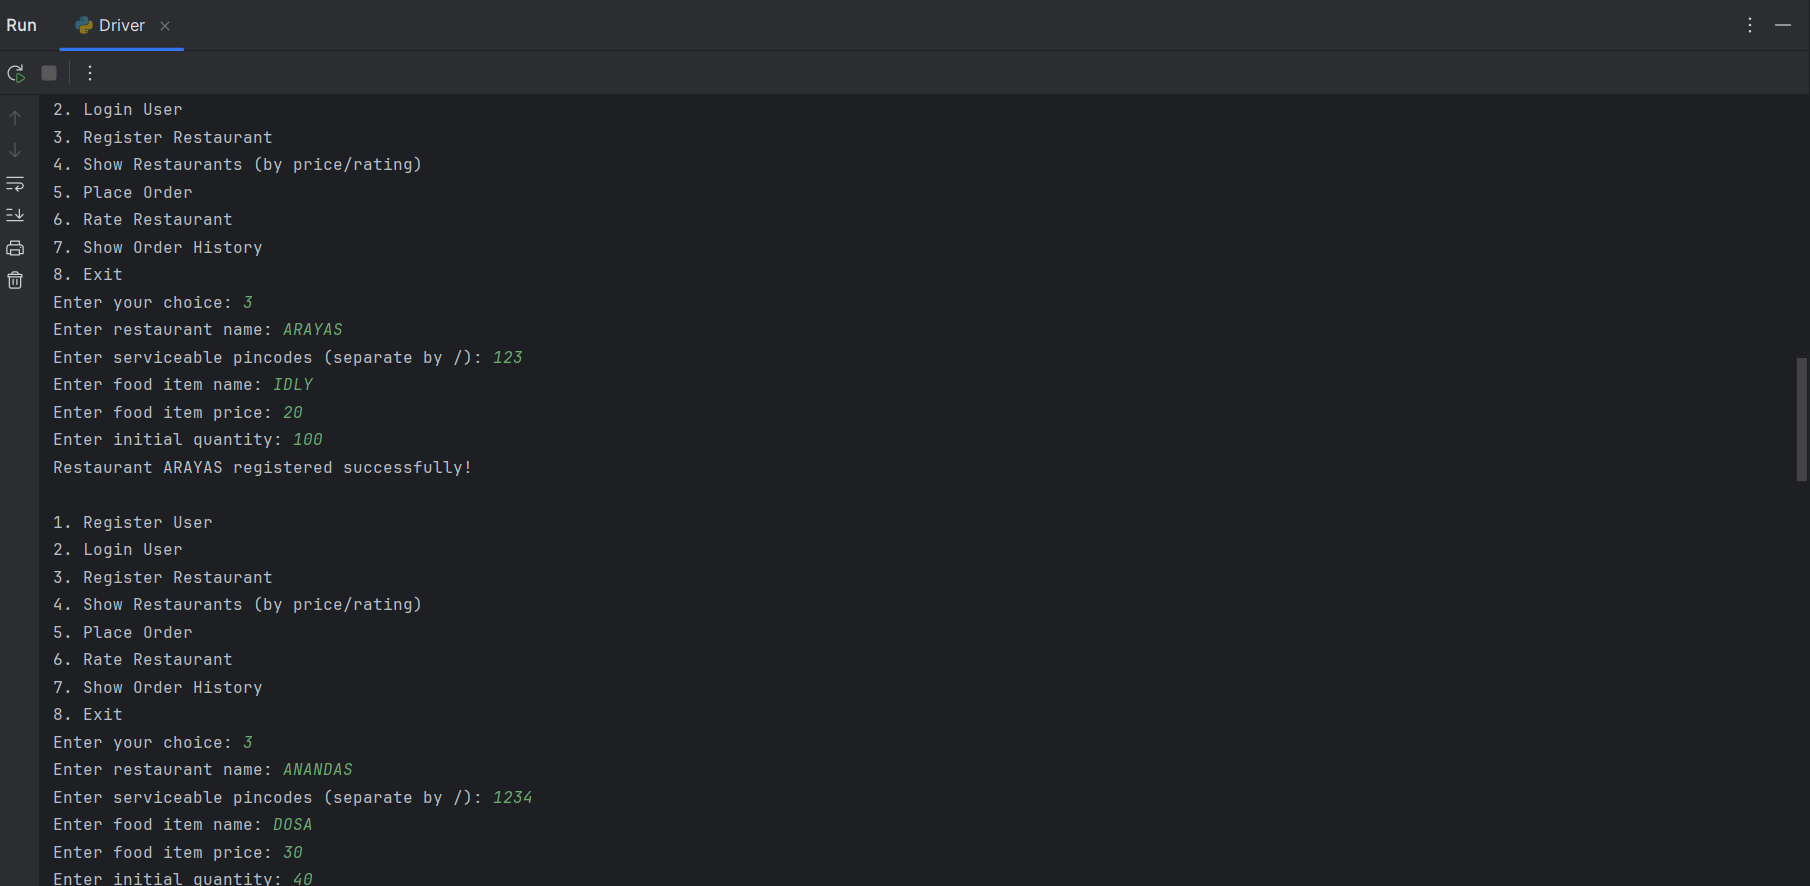 Run Driver
2. Login User
3. Register Restaurant
4. Show Restaurants (by price/rating)
5. Place Order
6. Rate Restaurant
7. Show Order History
8. Exit
Enter your choice: 3
Enter restaurant name: ARAYAS
Enter serviceable pincodes (separate by /): 123
Enter food item name: IDLY
Enter food item price: 20
Enter initial quantity: 100
Restaurant ARAYAS registered successfully!
1. Register User
2. Login User
3. Register Restaurant
4. Show Restaurants (by price/rating)
5. Place Order
6. Rate Restaurant
7. Show Order History
8. Exit
Enter your choice: 3
Enter restaurant name: ANANDAS
Enter serviceable pincodes (separate by /): 1234
Enter food item name: DOSA
Enter food item price: 30
Enter initial quantity: 40